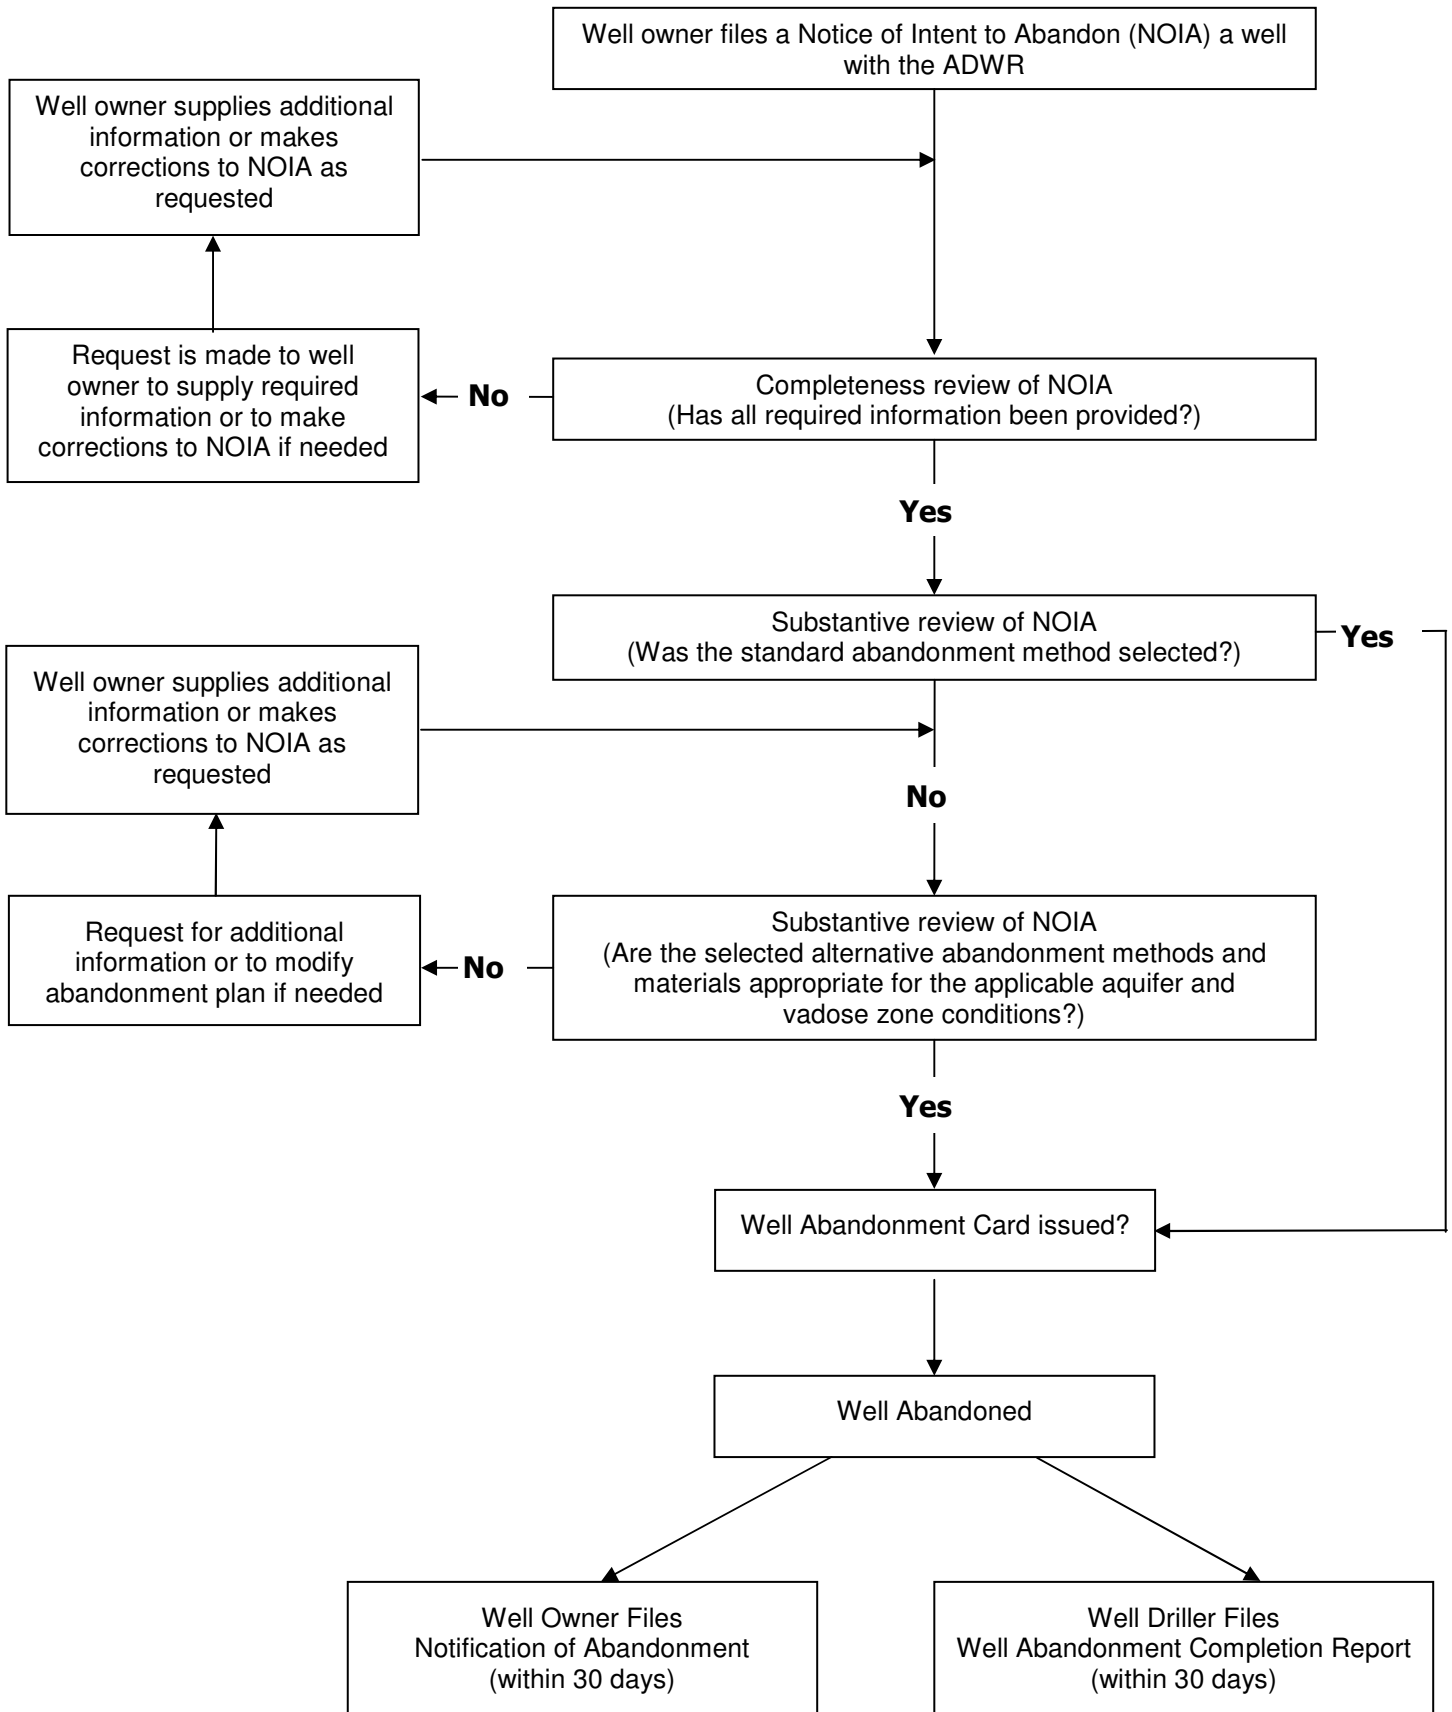 Well owner files a Notice of Intent to Abandon (NOIA) a well
with the ADWR
Well owner supplies additional
information or makes
corrections to NOIA as
requested
Request is made to well
owner to supply required
information or to make
corrections to NOIA if needed
No
Completeness review of NOIA
(Has all required information been provided?)
Yes
Substantive review of NOIA
(Was the standard abandonment method selected?)
Yes
Well owner supplies additional
information or makes
corrections to NOIA as
requested
No
Request for additional
information or to modify
abandonment plan if needed
No
Substantive review of NOIA
(Are the selected alternative abandonment methods and
materials appropriate for the applicable aquifer and
vadose zone conditions?)
Yes
Well Abandonment Card issued?
Well Abandoned
Well Owner Files
Notification of Abandonment
(within 30 days)
Well Driller Files
Well Abandonment Completion Report
(within 30 days)